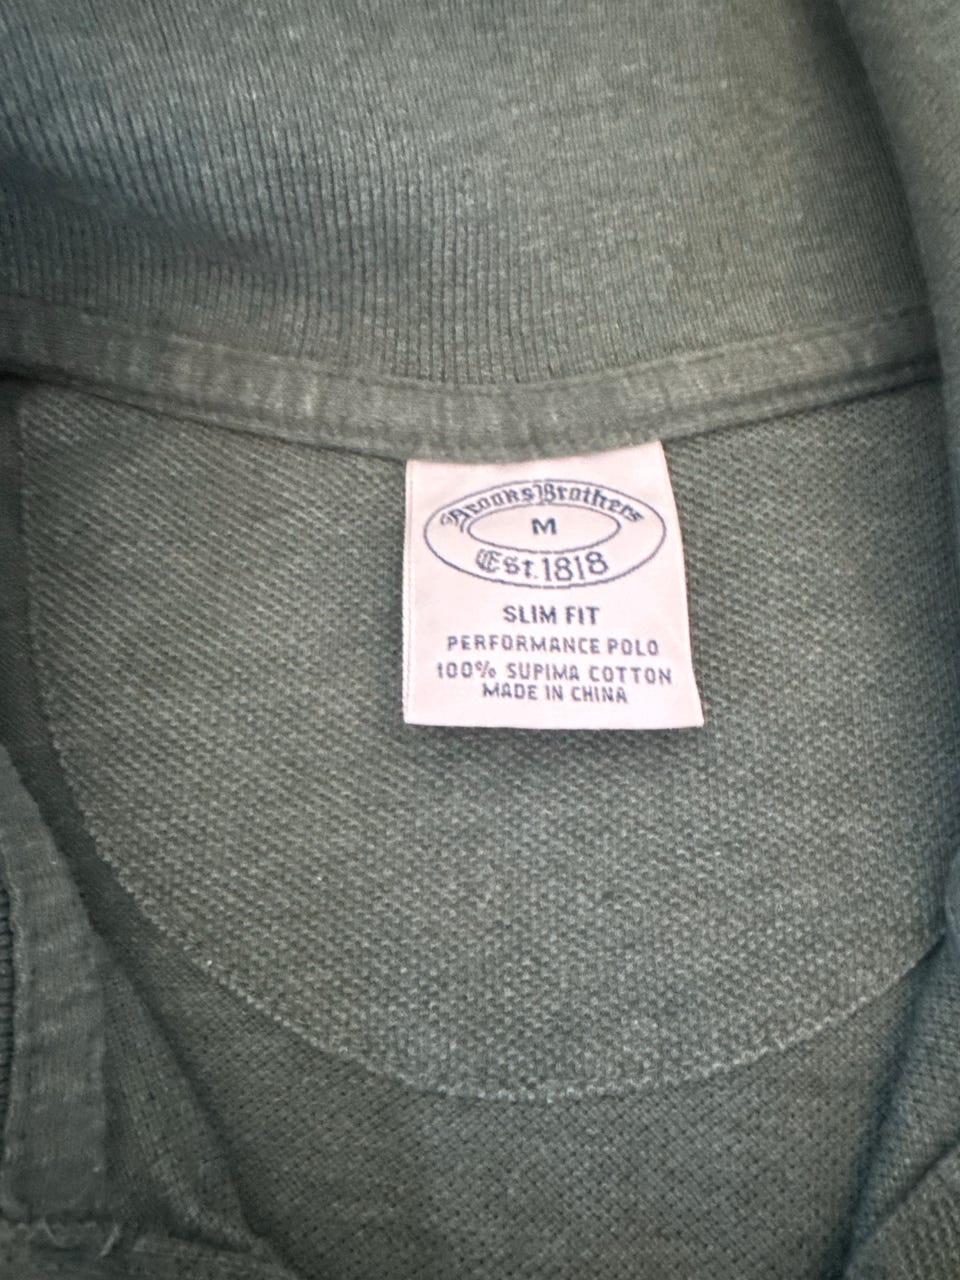 Brooks Brothers
M
Est. 1818
SLIM FIT
PERFORMANCE POLO
100% SUPIMA COTTON
MADE IN CHINA